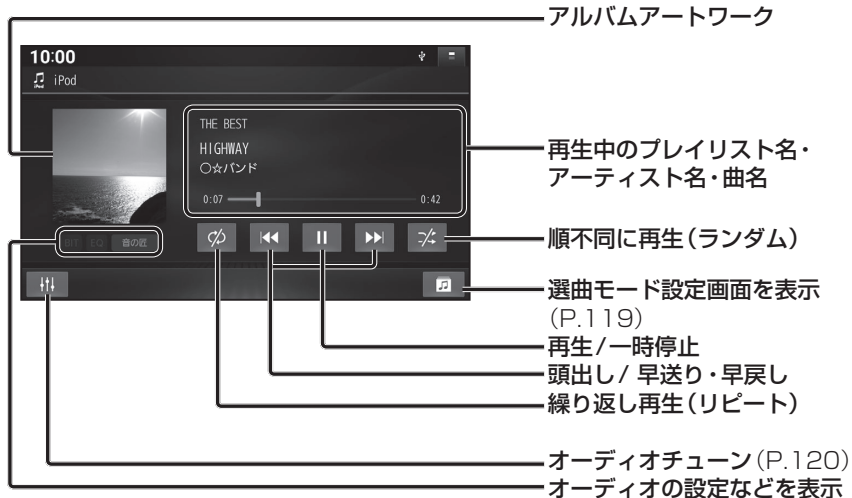 アルバムアートワーク
10:00
iPod
THE BEST
HIGHWAY
○☆バンド
0:07
0:42
BIT EQ 音の匠
再生中のプレイリスト名・
アーティスト名・曲名
順不同に再生(ランダム)
選曲モード設定画面を表示
(P.119)
再生/一時停止
頭出し/ 早送り・早戻し
繰り返し再生(リピート)
オーディオチューン(P.120)
オーディオの設定などを表示